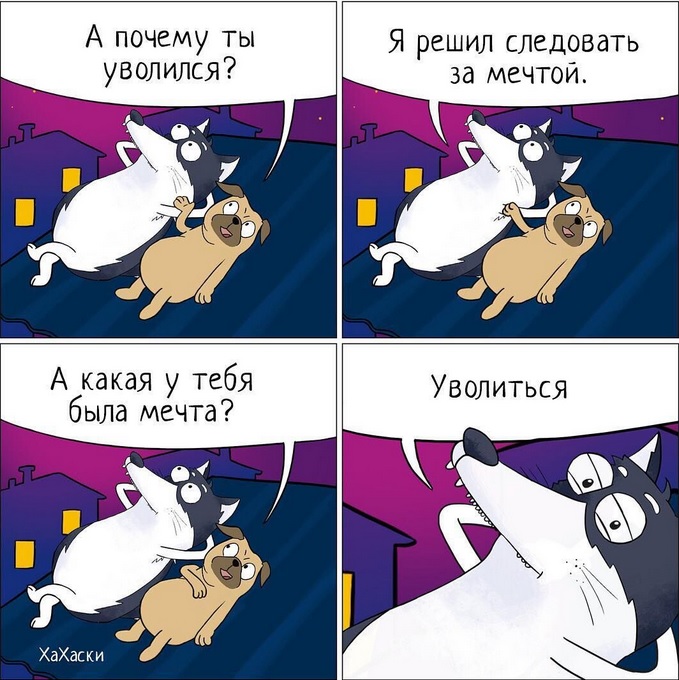 А почему ты
уволился?
Я решил следовать
за мечтой.
А какая у тебя
была мечта?
Уволиться
ХаХаски